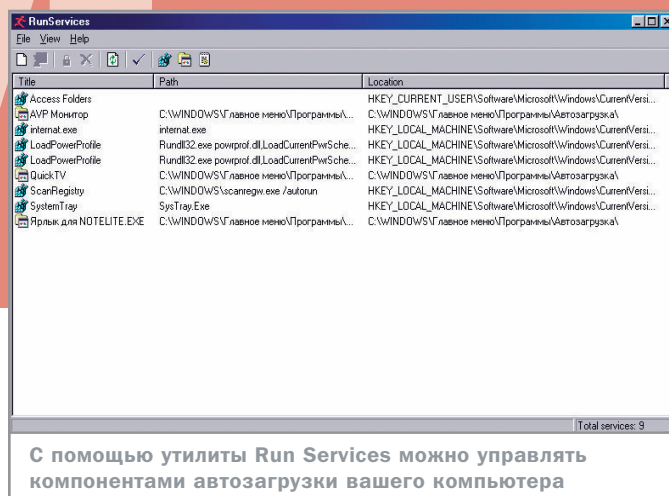 RunServices
File View Help
Title Path Location
Access Folders HKEY_CURRENT_USER\Software\Microsoft\Windows\CurrentVersi...
AVP Монитор C:\WINDOWS\Главное меню\Программы\... C:\WINDOWS\Главное меню\Программы\Автозагрузка\
internat.exe internat.exe HKEY_LOCAL_MACHINE\Software\Microsoft\Windows\CurrentVersi...
LoadPowerProfile Rundll32.exe powrprof.dll,LoadCurrentPwrSche... HKEY_LOCAL_MACHINE\Software\Microsoft\Windows\CurrentVersi...
LoadPowerProfile Rundll32.exe powrprof.dll,LoadCurrentPwrSche... HKEY_LOCAL_MACHINE\Software\Microsoft\Windows\CurrentVersi...
QuickTV C:\WINDOWS\Главное меню\Программы\... C:\WINDOWS\Главное меню\Программы\Автозагрузка\
ScanRegistry C:\WINDOWS\scanregw.exe /autorun HKEY_LOCAL_MACHINE\Software\Microsoft\Windows\CurrentVersi...
SystemTray SysTray.Exe HKEY_LOCAL_MACHINE\Software\Microsoft\Windows\CurrentVersi...
Ярлык для NOTELITE.EXE C:\WINDOWS\Главное меню\Программы\... C:\WINDOWS\Главное меню\Программы\Автозагрузка\
Total services: 9
С помощью утилиты Run Services можно управлять
компонентами автозагрузки вашего компьютера